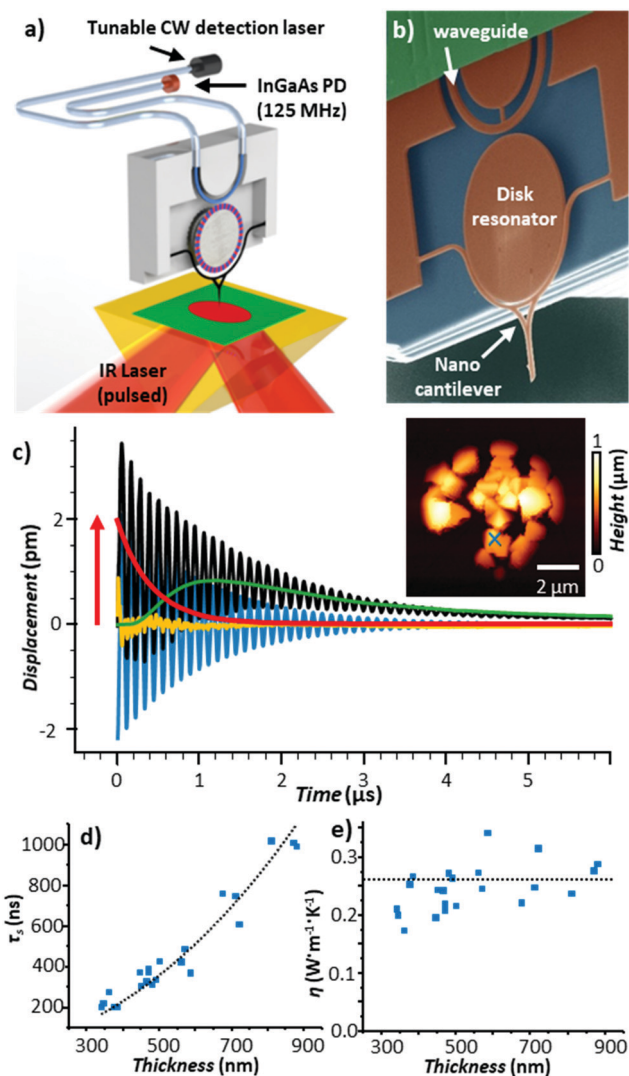 a)
Tunable CW detection laser
InGaAs PD
(125 MHz)
IR Laser
(pulsed)
b)
waveguide
Disk
resonator
Nano
cantilever
c)
Displacement (pm)
2
0
-2
0
1
2
3
4
5
Time (µs)
2 µm
1
0
Height (µm)
d)
τs (ns)
1000
800
600
400
200
300
500
700
900
Thickness (nm)
e)
η (W·m-1·K-1)
0.3
0.2
0.1
0.0
300
500
700
900
Thickness (nm)